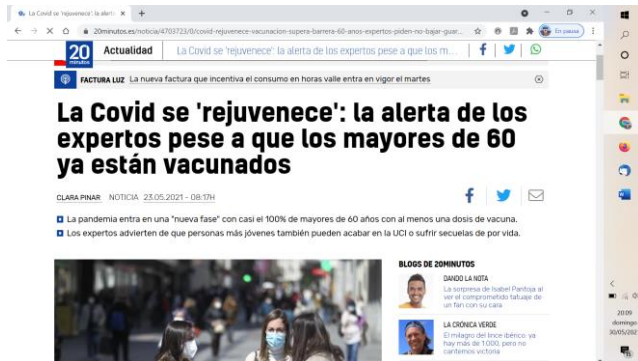 La Covid se 'rejuvenece': la alert
20minutos.es/noticia/4703723/0/covid-rejuvenece-vacunacion-supera-barrera-60-anos-expertos-piden-no-bajar-guar...
En pausa
20
minutos
Actualidad
La Covid se 'rejuvenece': la alerta de los expertos pese a que los m...
FACTURA LUZ La nueva factura que incentiva el consumo en horas valle entra en vigor el martes
La Covid se 'rejuvenece': la alerta de los
expertos pese a que los mayores de 60
ya están vacunados
CLARA PINAR NOTICIA 23.05.2021 - 08:17H
La pandemia entra en una "nueva fase" con casi el 100% de mayores de 60 años con al menos una dosis de vacuna.
Los expertos advierten de que personas más jóvenes también pueden acabar en la UCI o sufrir secuelas de por vida.
BLOGS DE 20MINUTOS
DANDO LA NOTA
La sorpresa de Isabel Pantoja al
ver el comprometido tatuaje de
un fan con su cara
LA CRÓNICA VERDE
El milagro del lince ibérico: ya
hay más de 1.000, pero no
cantemos victoria
20:09
domingo
30/05/202